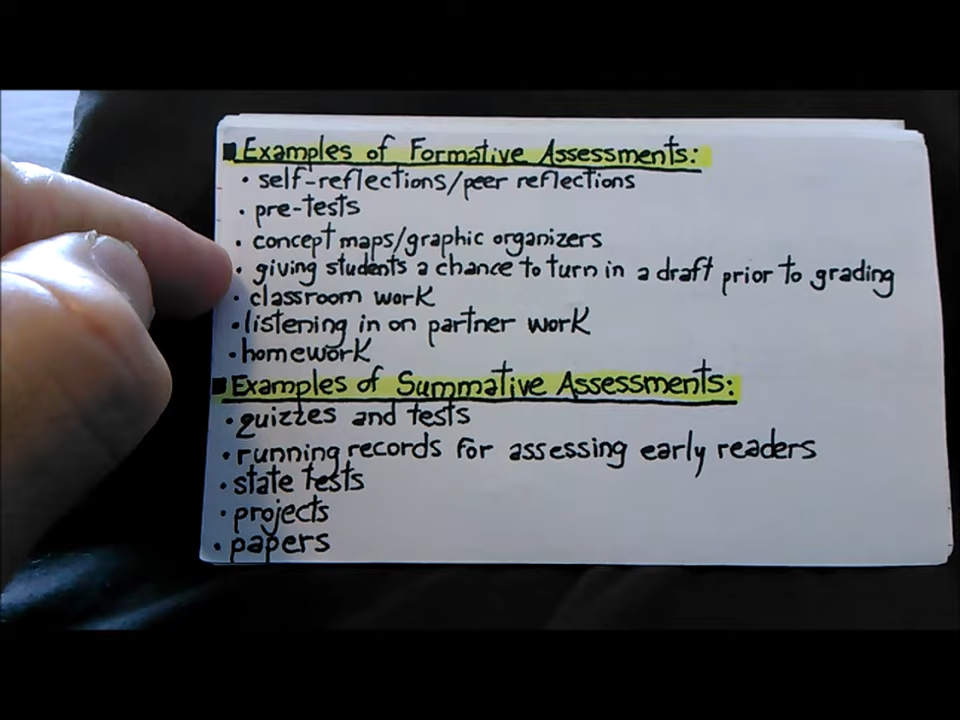 ■ Examples of Formative Assessments:
• self-reflections/peer reflections
• pre-tests
• concept maps/graphic organizers
• giving students a chance to turn in a draft prior to grading
• classroom work
• listening in on partner work
• homework
■ Examples of Summative Assessments:
• quizzes and tests
• running records for assessing early readers
• state tests
• projects
• papers